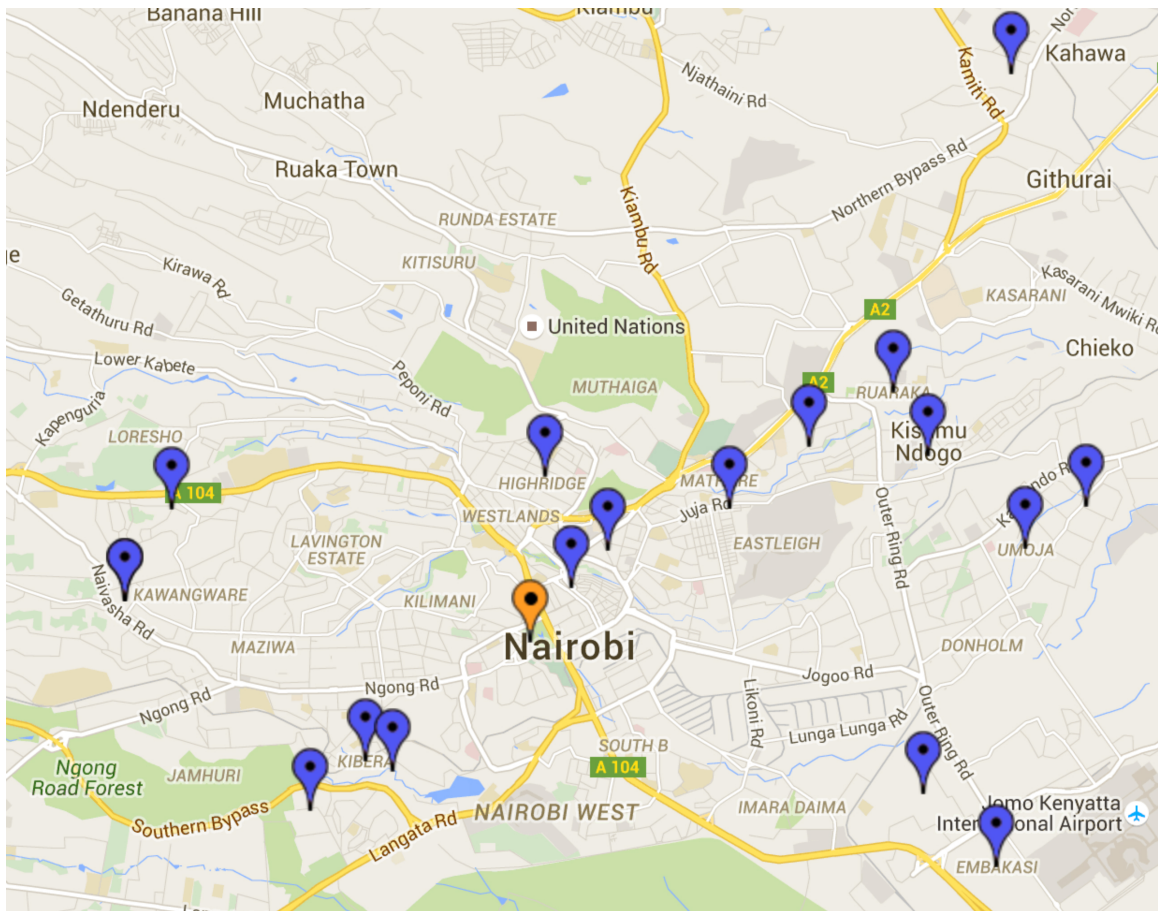 Banana Hill
Kiambu
Kahawa
Njathaini Rd
Kamiti Rd
Ndenderu
Muchatha
Ruaka Town
Northern Bypass Rd
Githurai
RUNDA ESTATE
Kiambu Rd
KITISURU
Kirawa Rd
Kasarani Mwiki Rd
KASARANI
Getathuru Rd
A2
United Nations
Chieko
Lower Kabete
MUTHAIGA
A2
RUARAKA
Peponi Rd
Kapenguria
LORESHO
Ndogo
HIGHRIDGE
A 104
Juja Rd
WESTLANDS
Outer Ring Rd
LAVINGTON
ESTATE
EASTLEIGH
UMOJA
Naivasha Rd
KAWANGWARE
KILIMANI
MAZIWA
Nairobi
DONHOLM
Jogoo Rd
Ngong Rd
Ngong Rd
Likoni Rd
Outer Ring Rd
Lunga Lunga Rd
SOUTH B
KIBERA
A 104
Ngong
Road Forest
JAMHURI
Southern Bypass
Langata Rd
NAIROBI WEST
IMARA DAIMA
Jomo Kenyatta
International Airport
EMBAKASI